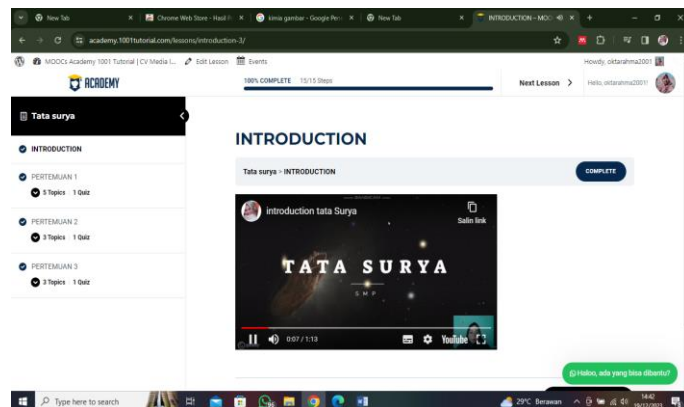 New Tab
Chrome Web Store - Hasil P
kimia gambar - Google Pen
New Tab
INTRODUCTION – MOO
academy.1001tutorial.com/lessons/introduction-3/
MOOCs Academy 1001 Tutorial | CV Media I...
Edit Lesson
Events
Howdy, oktarahma2001
ACADEMY
100% COMPLETE 15/15 Steps
Next Lesson >
Hello, oktarahma2001!
Tata surya
INTRODUCTION
PERTEMUAN 1
5 Topics 1 Quiz
PERTEMUAN 2
3 Topics 1 Quiz
PERTEMUAN 3
3 Topics 1 Quiz
INTRODUCTION
Tata surya > INTRODUCTION
COMPLETE
introduction tata Surya
Salin link
TATA SURYA
SMP
0:07 / 1:13
YouTube
Haloo, ada yang bisa dibantu?
Type here to search
29°C Berawan
14:42
19/12/2023